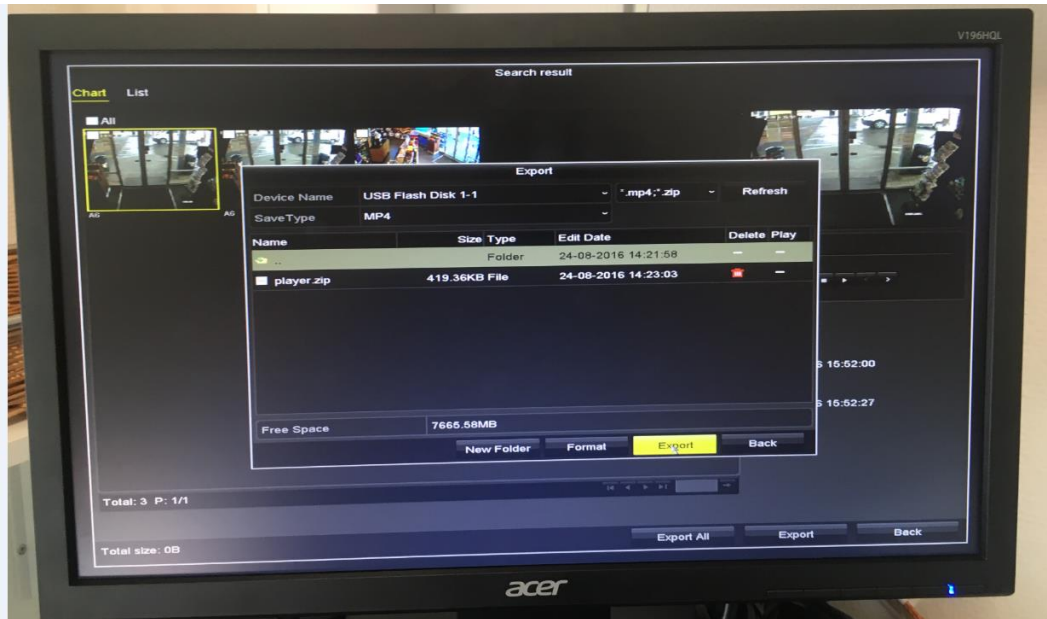 V196HQL
Search result
Chart List
All
A6
A6
Export
Device Name USB Flash Disk 1-1 *.mp4;*.zip Refresh
SaveType MP4
Name Size Type Edit Date Delete Play
.. Folder 24-08-2016 14:21:58
player.zip 419.36KB File 24-08-2016 14:23:03
6 15:52:00
6 15:52:27
Free Space 7665.58MB
New Folder Format Export Back
Total: 3 P: 1/1
Export All Export Back
Total size: 0B
acer